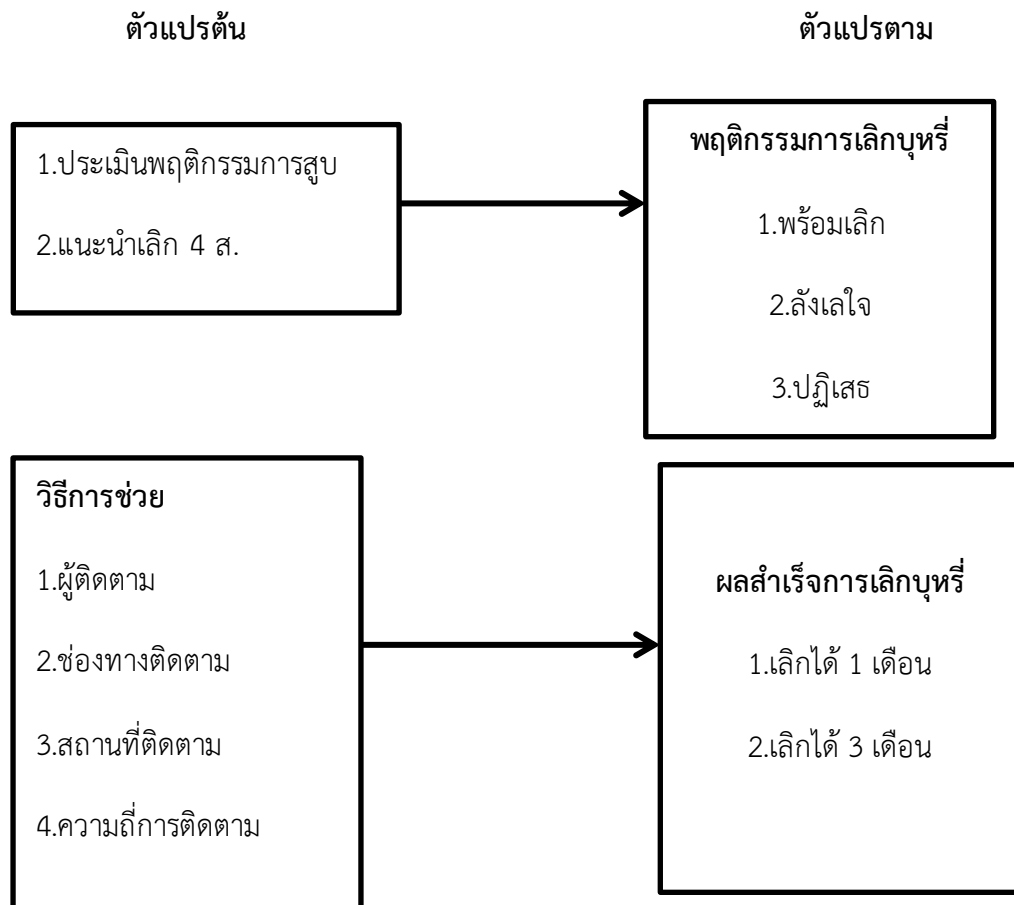 ตัวแปรต้น
ตัวแปรตาม
1.ประเมินพฤติกรรมการสูบ
2.แนะนำเลิก 4 ส.
พฤติกรรมการเลิกบุหรี่
1.พร้อมเลิก
2.ลังเลใจ
3.ปฏิเสธ
วิธีการช่วย
1.ผู้ติดตาม
2.ช่องทางติดตาม
3.สถานที่ติดตาม
4.ความถี่การติดตาม
ผลสำเร็จการเลิกบุหรี่
1.เลิกได้ 1 เดือน
2.เลิกได้ 3 เดือน